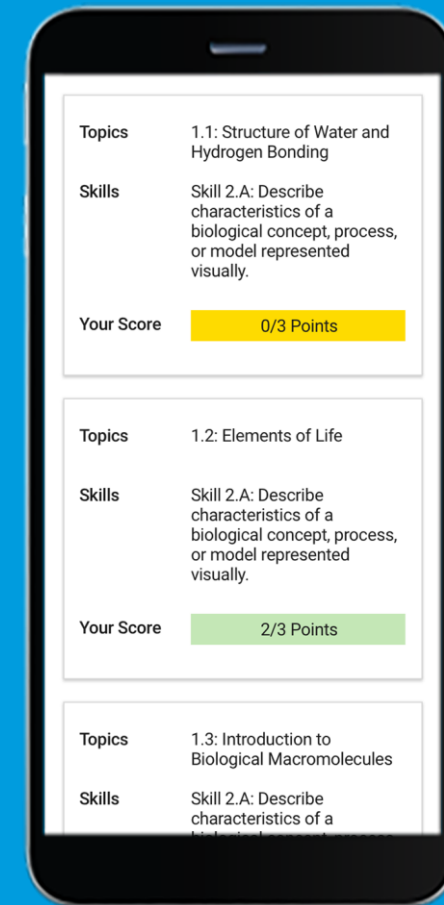 Topics 1.1: Structure of Water and
Hydrogen Bonding
Skills Skill 2.A: Describe
characteristics of a
biological concept, process,
or model represented
visually.
Your Score 0/3 Points
Topics 1.2: Elements of Life
Skills Skill 2.A: Describe
characteristics of a
biological concept, process,
or model represented
visually.
Your Score 2/3 Points
Topics 1.3: Introduction to
Biological Macromolecules
Skills Skill 2.A: Describe
characteristics of a